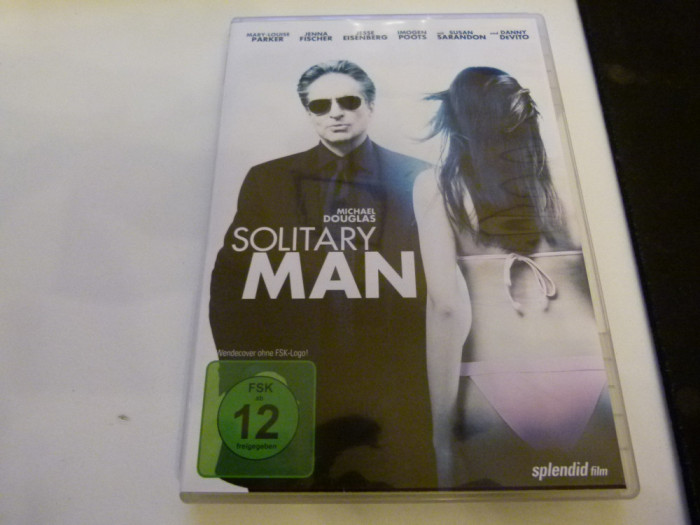 MARY-LOUISE JENNA JESSE IMOGEN SUSAN DANNY
PARKER FISCHER EISENBERG POOTS SARANDON DeVITO
MICHAEL
DOUGLAS
SOLITARY
MAN
Wendecover ohne FSK-Logo!
FSK
ab
12
freigegeben
splendid film